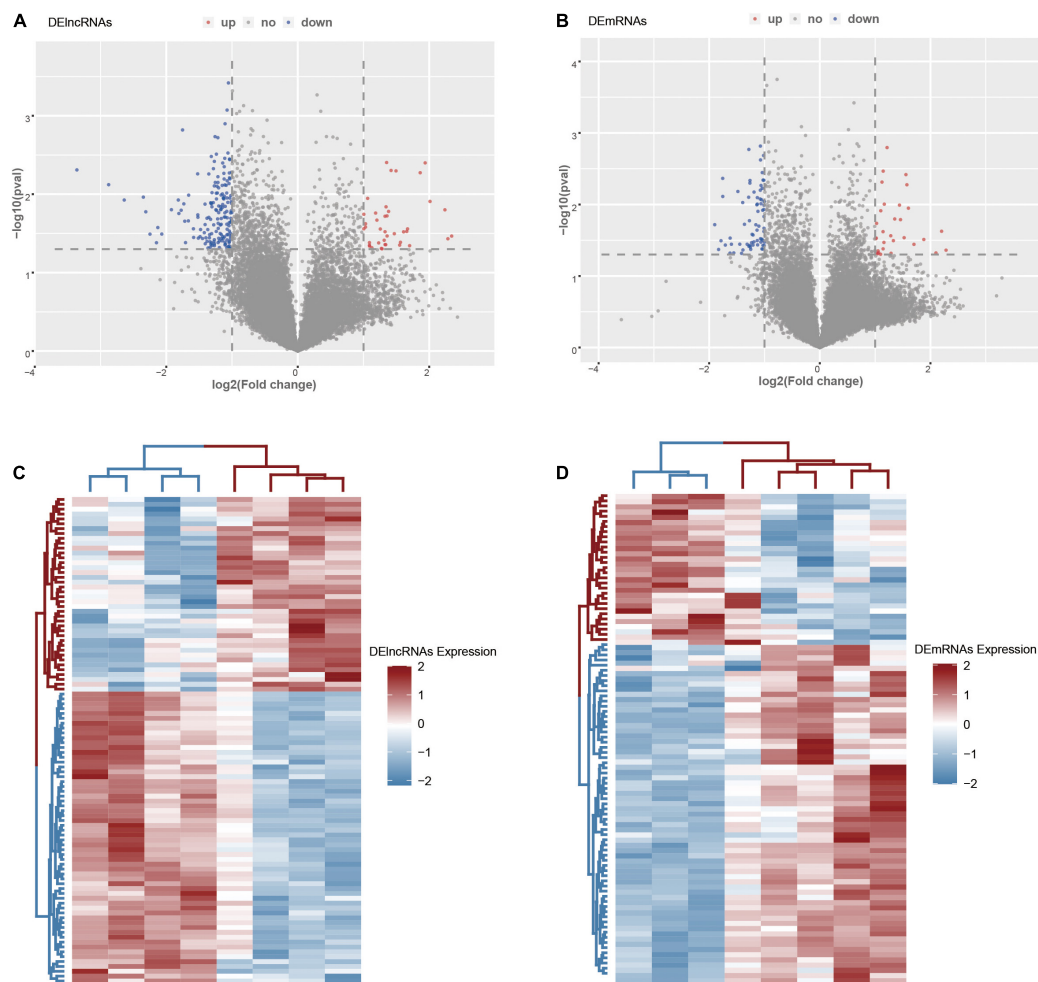 A DElncRNAs up no down
−log10(pval)
3
2
1
0
−4 −2 0 2
log2(Fold change)
B DEmRNAs up no down
−log10(pval)
4
3
2
1
0
−4 −2 0 2
log2(Fold change)
C
DElncRNAs Expression
2
1
0
−1
−2
D
DEmRNAs Expression
2
1
0
−1
−2